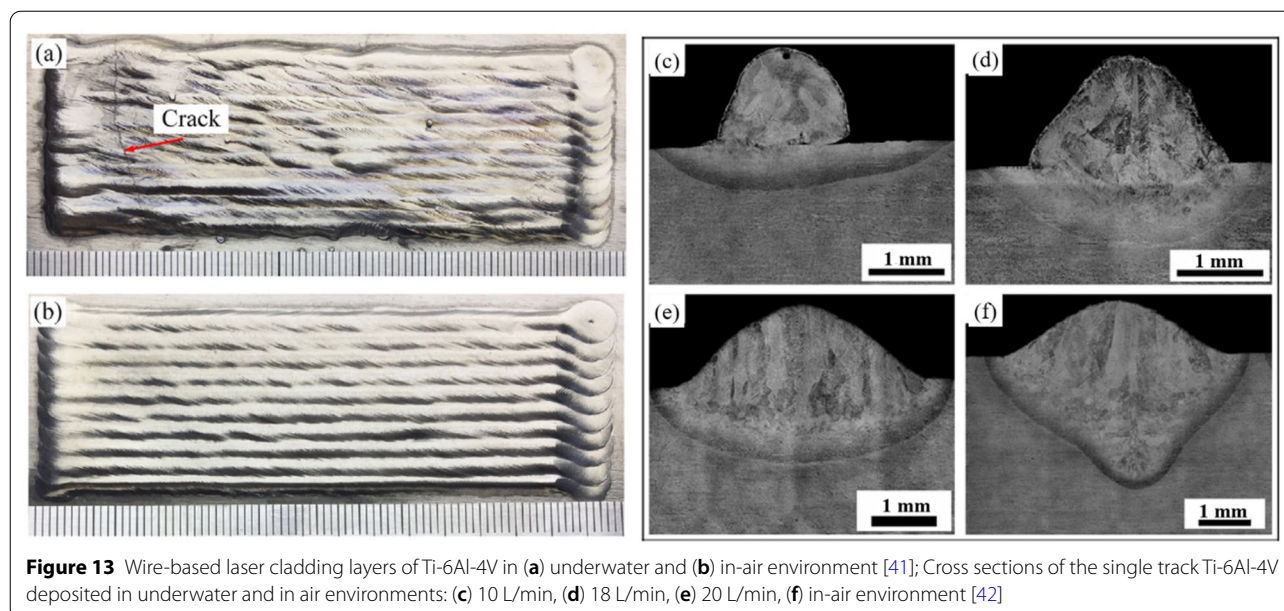 (a)
Crack
(b)
(c)
1 mm
(d)
1 mm
(e)
1 mm
(f)
1 mm
Figure 13 Wire-based laser cladding layers of Ti-6Al-4V in (a) underwater and (b) in-air environment [41]; Cross sections of the single track Ti-6Al-4V
deposited in underwater and in air environments: (c) 10 L/min, (d) 18 L/min, (e) 20 L/min, (f) in-air environment [42]